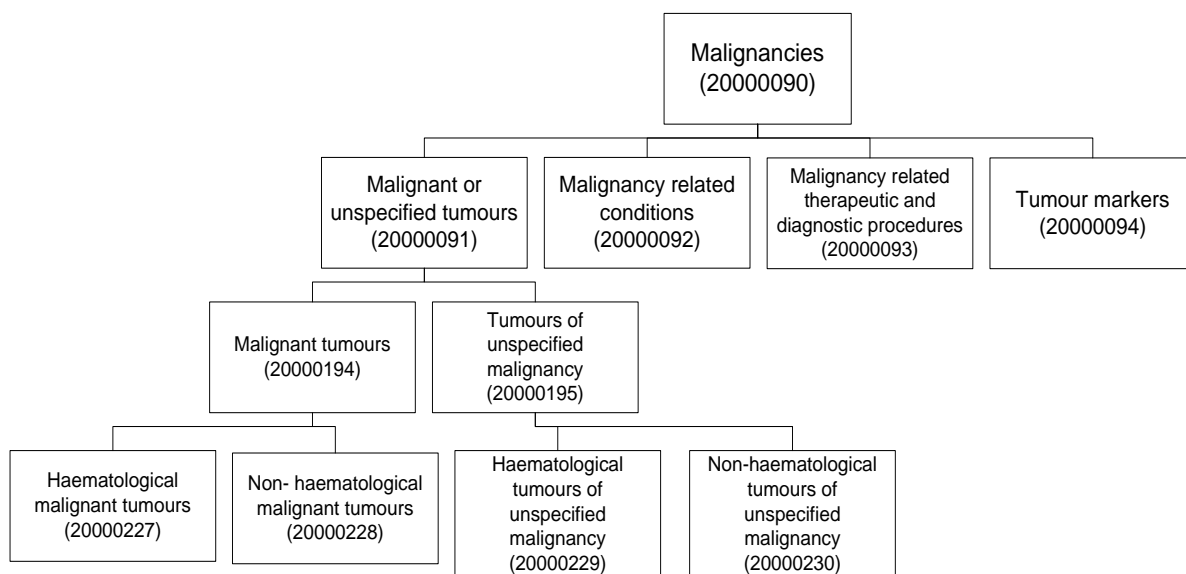 Malignancies
(20000090)
Malignant or
unspecified tumours
(20000091)
Malignancy related
conditions
(20000092)
Malignancy related
therapeutic and
diagnostic procedures
(20000093)
Tumour markers
(20000094)
Malignant tumours
(20000194)
Tumours of
unspecified
malignancy
(20000195)
Haematological
malignant tumours
(20000227)
Non- haematological
malignant tumours
(20000228)
Haematological
tumours of
unspecified
malignancy
(20000229)
Non-haematological
tumours of
unspecified
malignancy
(20000230)